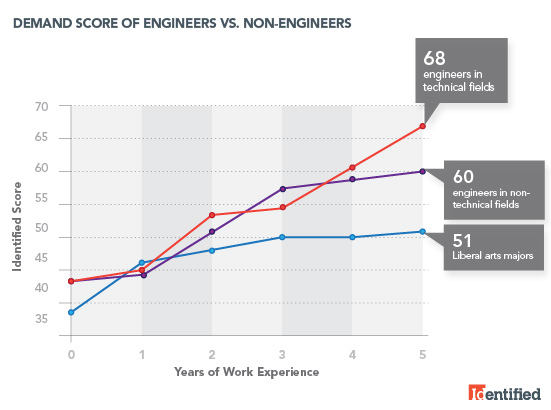 DEMAND SCORE OF ENGINEERS VS. NON-ENGINEERS
68
engineers in
technical fields
70
65
60
55
50
45
40
35
60
engineers in non-
technical fields
51
Liberal arts majors
Identified Score
0 1 2 3 4 5
Years of Work Experience
Identified